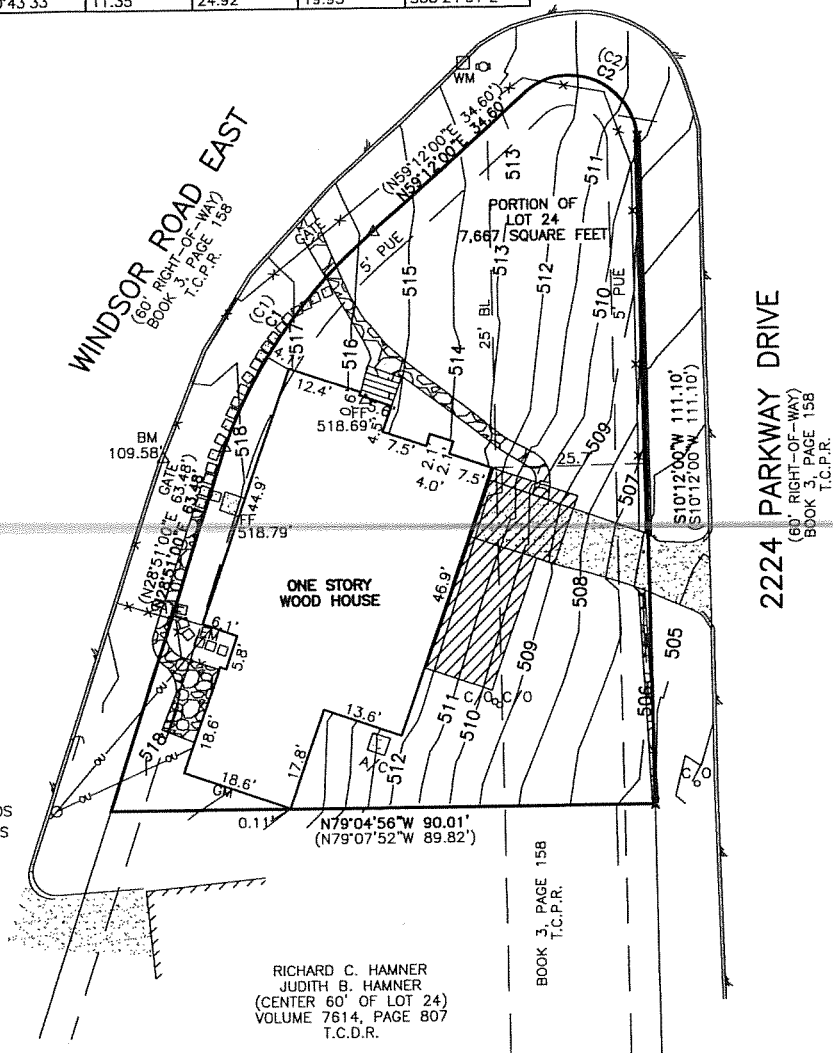 11.35
24.92
WM
(C2)
C2
WINDSOR ROAD EAST
(60' RIGHT-OF-WAY)
BOOK 3, PAGE 158
T.C.P.R.
(N59°12'00"E 34.60')
N59°12'00"E 34.60'
513
511
PORTION OF
LOT 24
7,667 SQUARE FEET
GATE
5' PUE
515
513
512
510
5' PUE
25' BL
(C1)
C1
517
516
514
4.7'
12.4'
0.6'
FF
518.69'
4.5'
7.5'
2.1'
2.1'
4.0'
7.5'
25.7'
509
507
S10°12'00"W 111.10'
(S10°12'00"W 111.10')
2224 PARKWAY DRIVE
(60' RIGHT-OF-WAY)
BOOK 3, PAGE 158
T.C.P.R.
BM
109.58'
518
GATE
(N28°51'00"E 63.48')
N28°51'00"E 63.48'
44.9'
FF
518.79'
ONE STORY
WOOD HOUSE
46.9'
508
6.1'
EM
5.8'
509
505
506
C/O
C/O
511
510
13.6'
A/C
512
17.8'
518
18.6'
18.6'
GM
C/O
0.11'
N79°04'56"W 90.01'
(N79°07'52"W 89.82')
BOOK 3, PAGE 158
T.C.P.R.
RICHARD C. HAMNER
JUDITH B. HAMNER
(CENTER 60' OF LOT 24)
VOLUME 7614, PAGE 807
T.C.D.R.